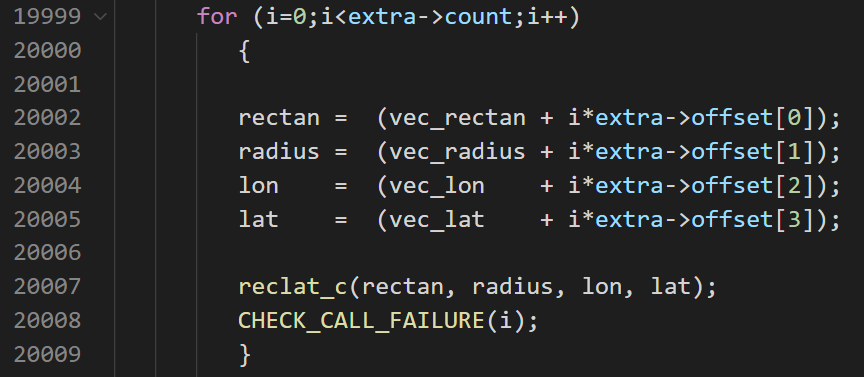 19999 for (i=0;i<extra->count;i++)
20000 {
20001
20002 rectan =  (vec_rectan + i*extra->offset[0]);
20003 radius =  (vec_radius + i*extra->offset[1]);
20004 lon    =  (vec_lon    + i*extra->offset[2]);
20005 lat    =  (vec_lat    + i*extra->offset[3]);
20006
20007 reclat_c(rectan, radius, lon, lat);
20008 CHECK_CALL_FAILURE(i);
20009 }